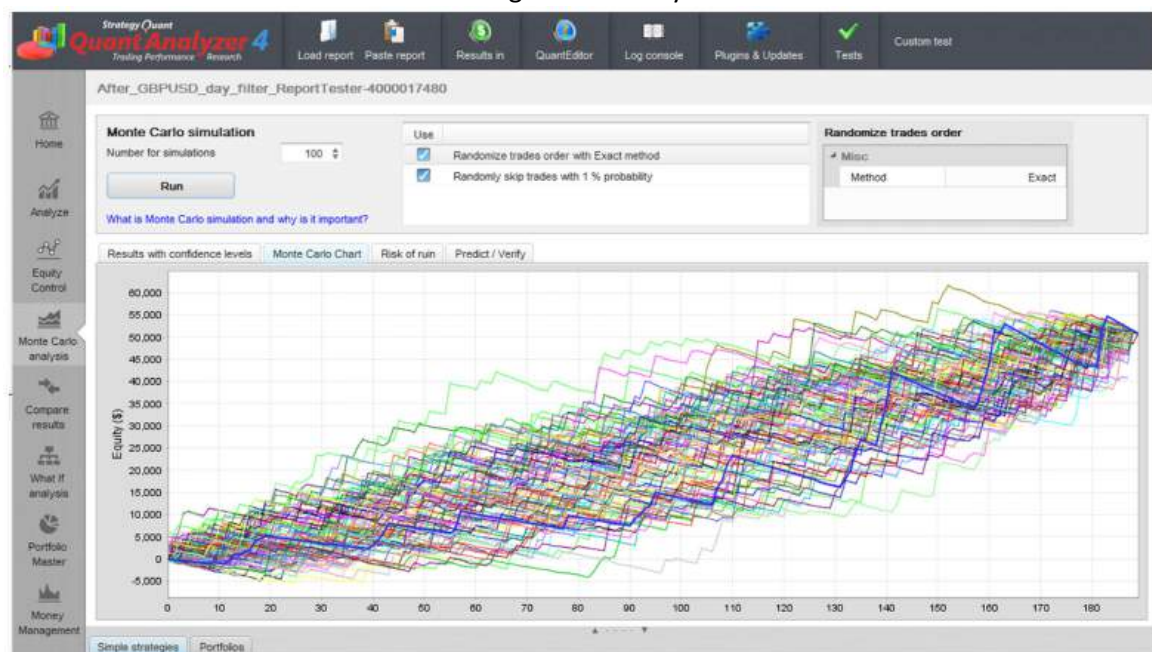 Strategy Quant
QuantAnalyzer 4
Trading Performance Research
Load report
Paste report
Results in
QuantEditor
Log console
Plugins & Updates
Tests
Custom test
After_GBPUSD_day_filter_ReportTester-4000017480
Home
Analyze
Equity
Control
Monte Carlo
analysis
Compare
results
What If
analysis
Portfolio
Master
Money
Management
Monte Carlo simulation
Number for simulations 100
Run
What is Monte Carlo simulation and why is it important?
Use
Randomize trades order with Exact method
Randomly skip trades with 1 % probability
Randomize trades order
Misc
Method Exact
Results with confidence levels
Monte Carlo Chart
Risk of ruin
Predict / Verify
Equity ($)
60,000
55,000
50,000
45,000
40,000
35,000
30,000
25,000
20,000
15,000
10,000
5,000
0
-5,000
0 10 20 30 40 50 60 70 80 90 100 110 120 130 140 150 160 170 180
Simple strategies
Portfolios